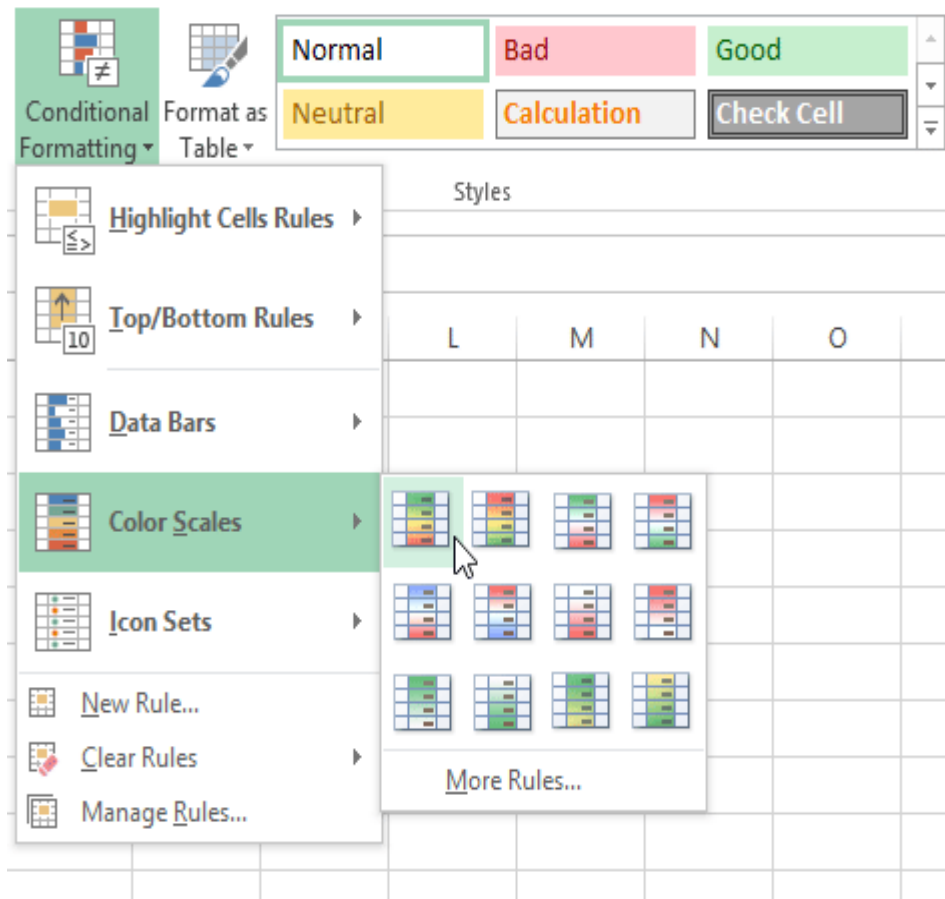 Normal
Bad
Good
Conditional
Formatting
Format as
Table
Neutral
Calculation
Check Cell
Styles
Highlight Cells Rules
Top/Bottom Rules
10
L
M
N
O
Data Bars
Color Scales
Icon Sets
New Rule...
Clear Rules
Manage Rules...
More Rules...